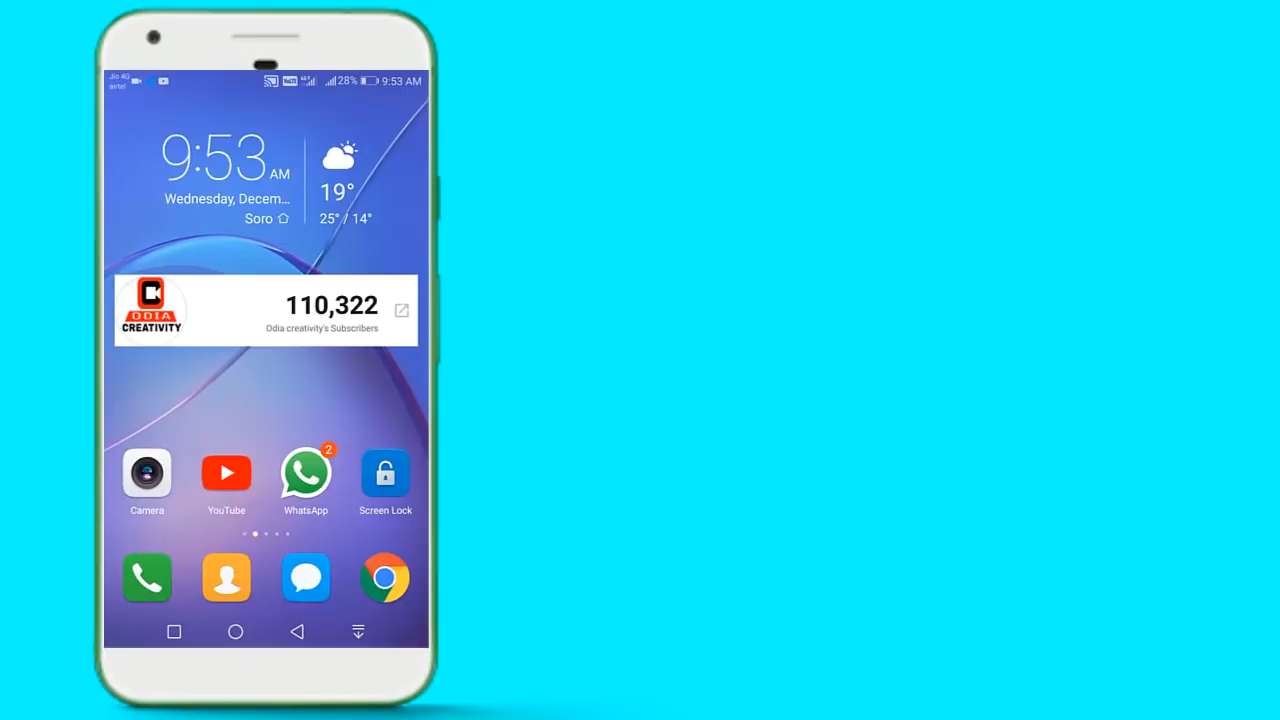 Jio 4G
airtel
28% 9:53 AM
9:53 AM
Wednesday, Decem...
Soro
19°
25° / 14°
ODIA
CREATIVITY
110,322
Odia creativity's Subscribers
2
Camera
YouTube
WhatsApp
Screen Lock